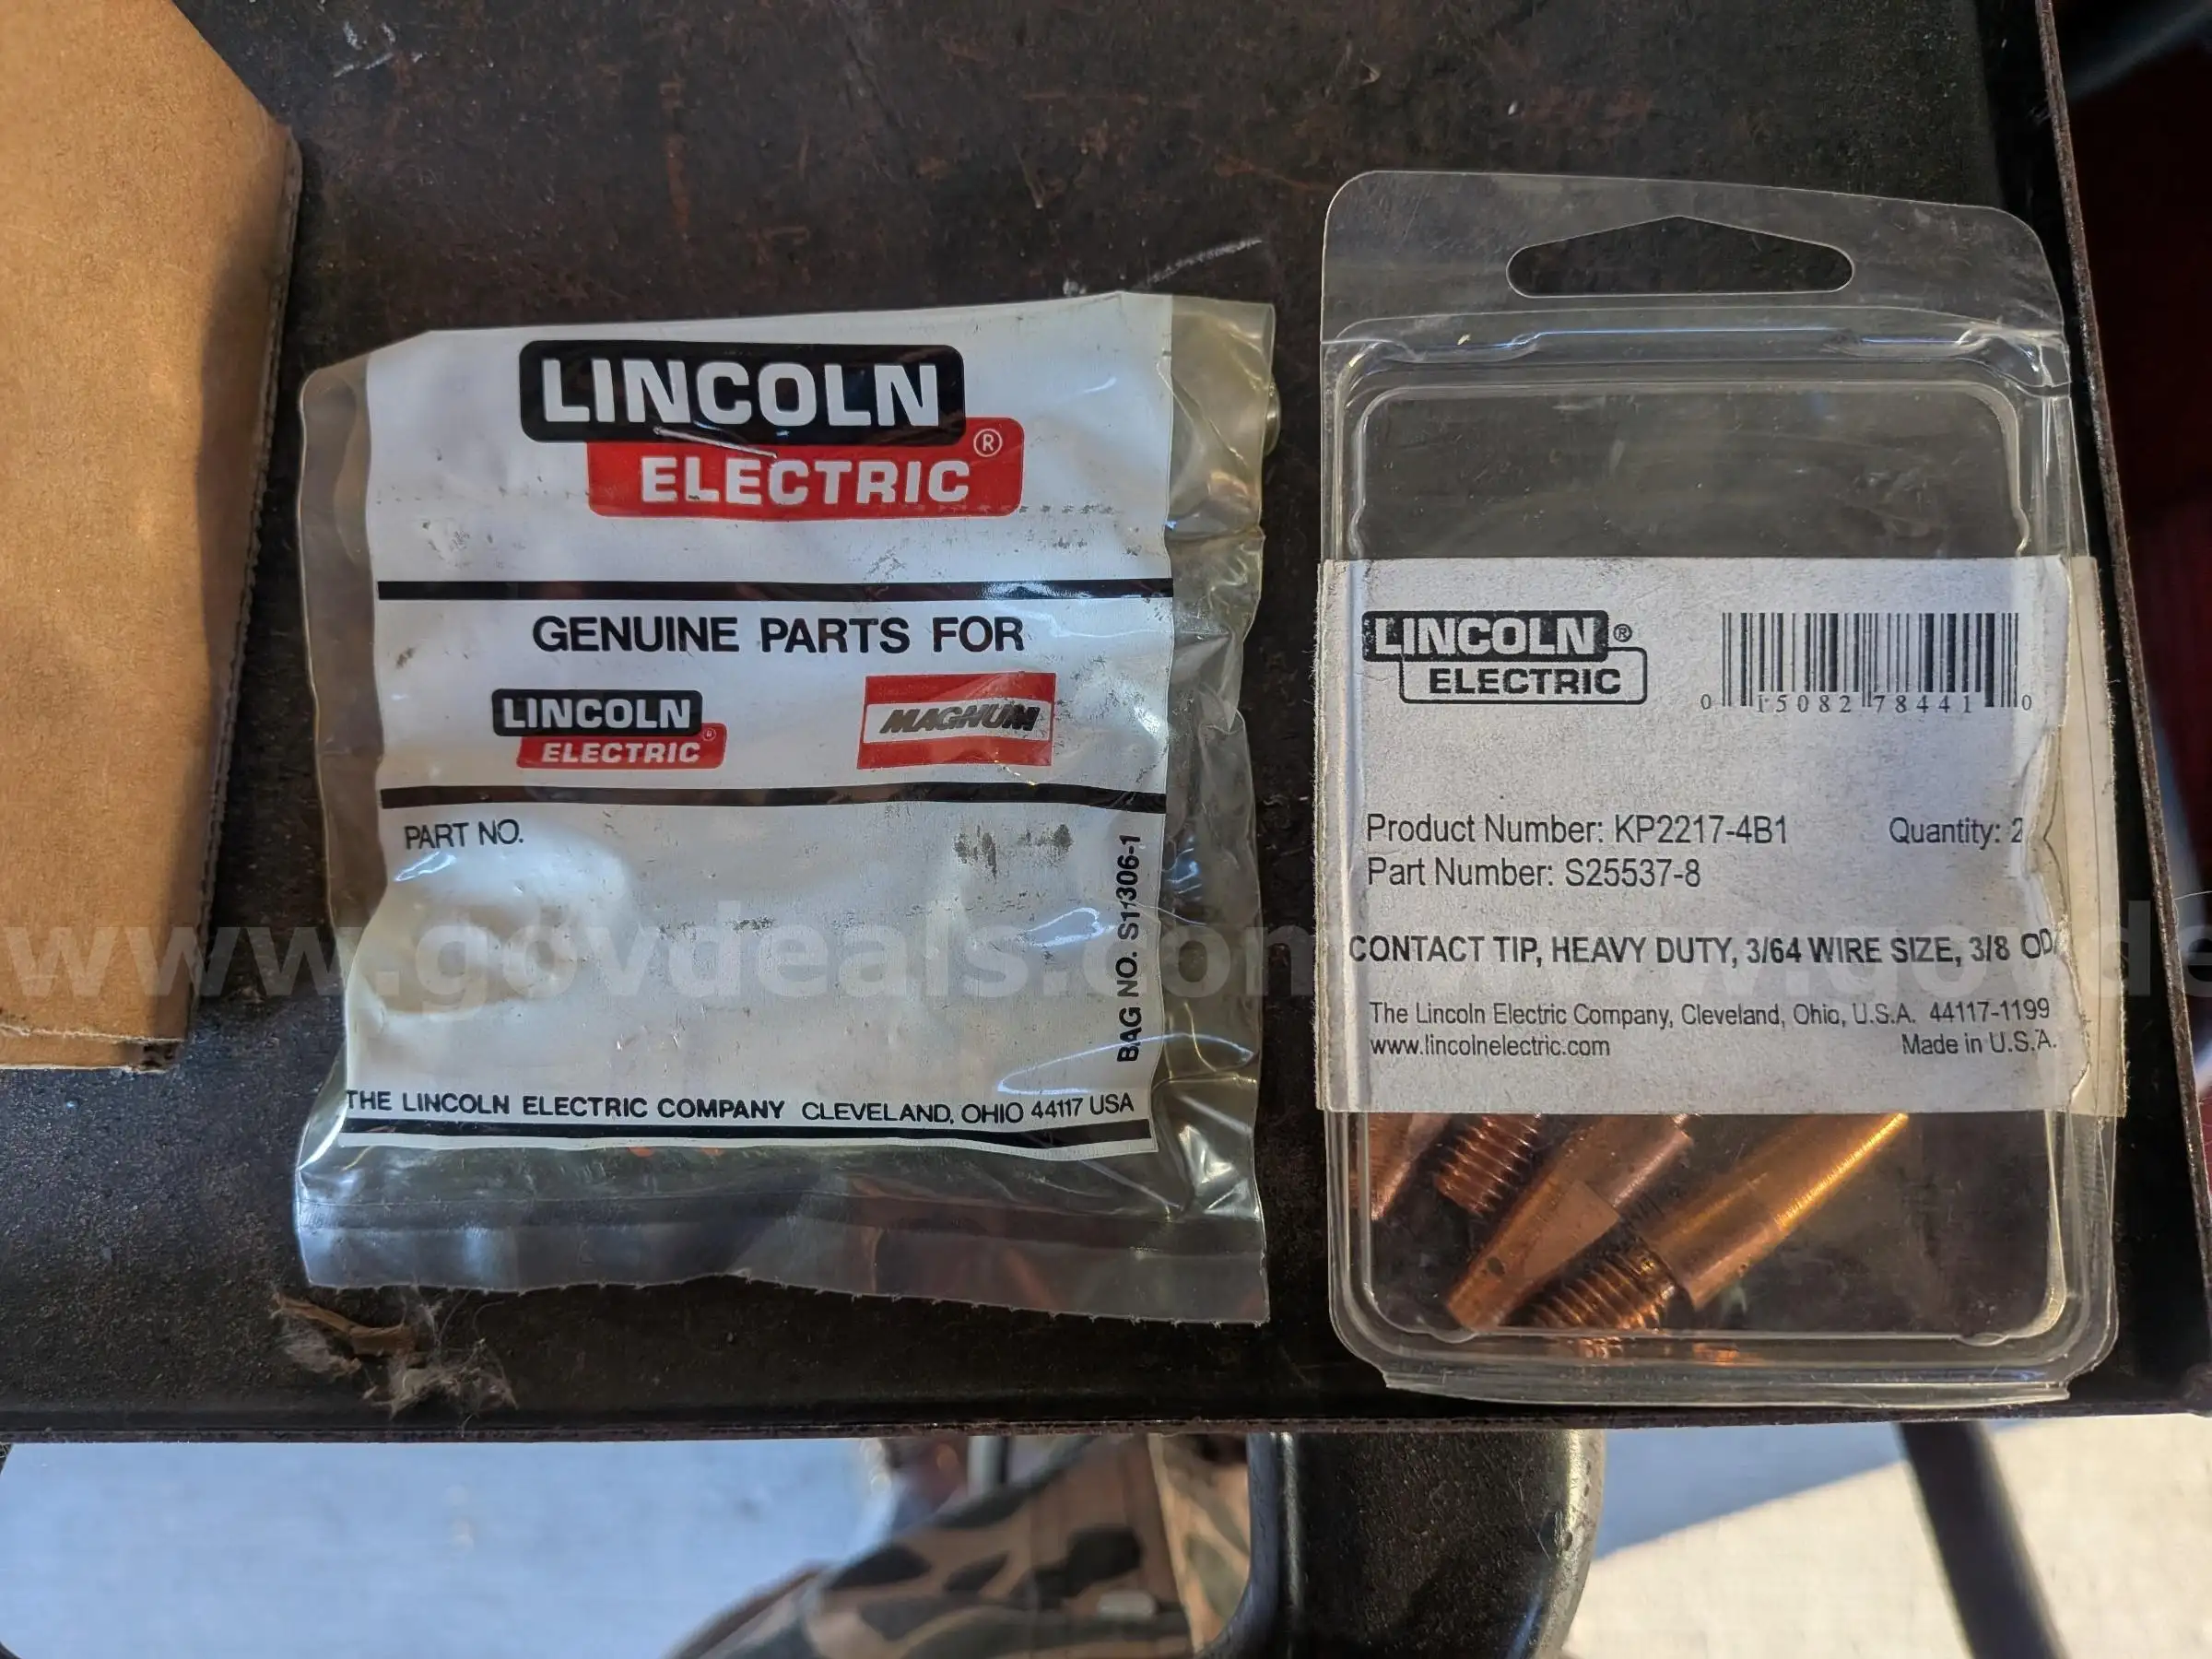 LINCOLN ®
ELECTRIC
GENUINE PARTS FOR
LINCOLN
ELECTRIC ®
MAGNUM
PART NO.
BAG NO. S11306-1
THE LINCOLN ELECTRIC COMPANY CLEVELAND, OHIO 44117 USA
LINCOLN ®
ELECTRIC
0 15082 78441 0
Product Number: KP2217-4B1 Quantity: 2
Part Number: S25537-8
CONTACT TIP, HEAVY DUTY, 3/64 WIRE SIZE, 3/8 OD
The Lincoln Electric Company, Cleveland, Ohio, U.S.A. 44117-1199
www.lincolnelectric.com Made in U.S.A.
www.govdeals.com